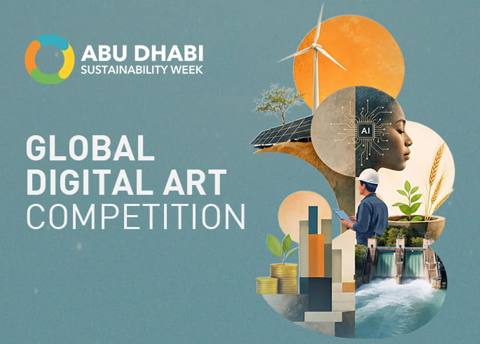 ABU DHABI
SUSTAINABILITY WEEK
GLOBAL
DIGITAL ART
COMPETITION
AI